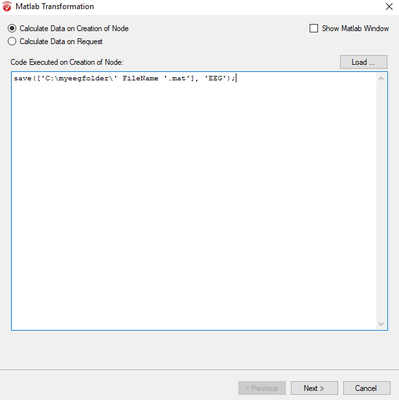 Matlab Transformation
Calculate Data on Creation of Node
Show Matlab Window
Calculate Data on Request
Code Executed on Creation of Node:
Load ...
save(['C:\myeegfolder\' FileName '.mat'], 'EEG');
< Previous
Next >
Cancel